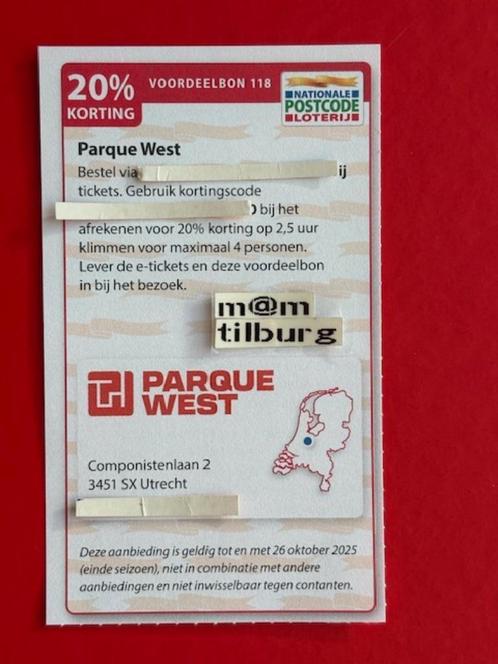 20%
KORTING
VOORDEELBON 118
NATIONALE
POSTCODE
LOTERIJ
Parque West
Bestel via ij
tickets. Gebruik kortingscode
bij het
afrekenen voor 20% korting op 2,5 uur
klimmen voor maximaal 4 personen.
Lever de e-tickets en deze voordeelbon
in bij het bezoek.
m@m
tilburg
PARQUE
WEST
Componistenlaan 2
3451 SX Utrecht
Deze aanbieding is geldig tot en met 26 oktober 2025
(einde seizoen), niet in combinatie met andere
aanbiedingen en niet inwisselbaar tegen contanten.